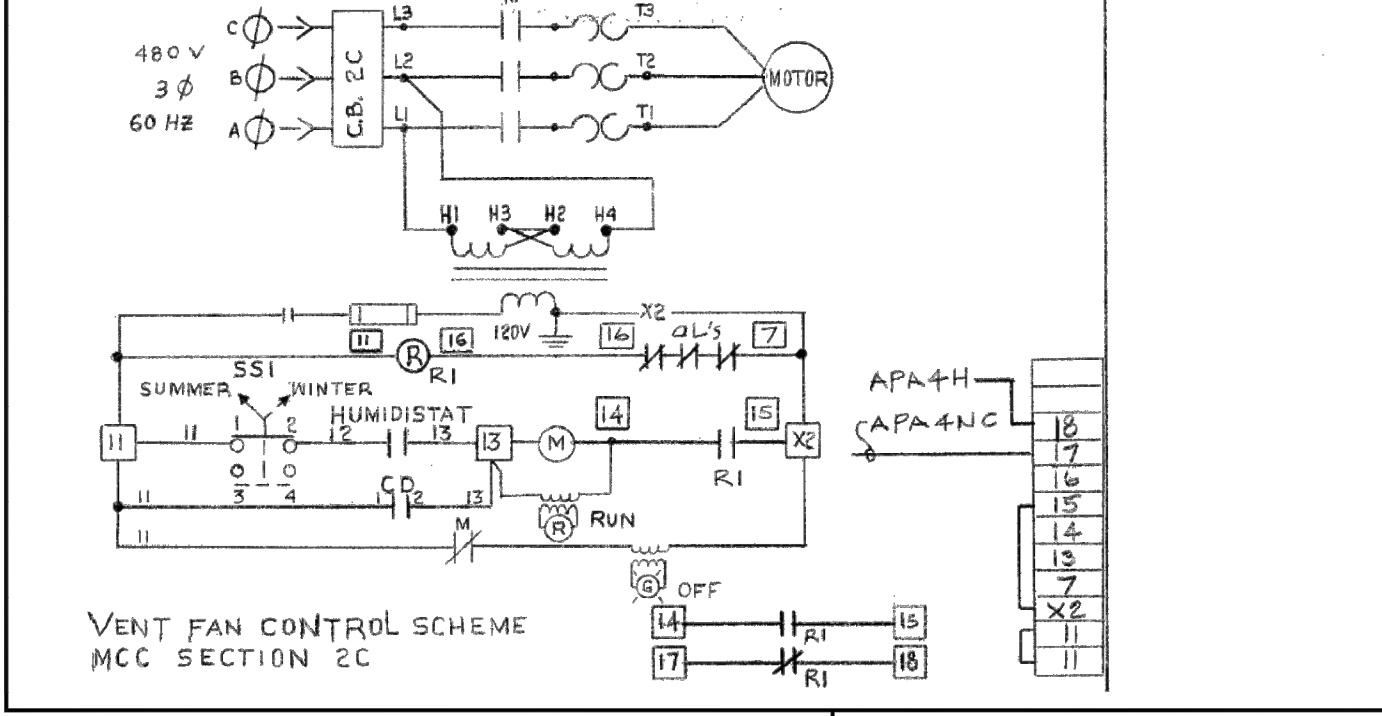 C L3 T3
480 V
B L2 T2
3 Ø
C.B. 2C
MOTOR
60 HZ
A L1 T1
H1 H3 H2 H4
X2
11 16 120V 16 OL's 7
R
R1
SS1
SUMMER WINTER
APA4H
HUMIDISTAT
14 15
APA4NC
11 11 1 2 12 13 13 M X2
R1
3 4
CD
11 1 2 13
R RUN
11 M
G OFF
18
17
16
15
14
13
7
X2
11
11
VENT FAN CONTROL SCHEME
MCC SECTION 2C
14 R1 15
17 R1 18